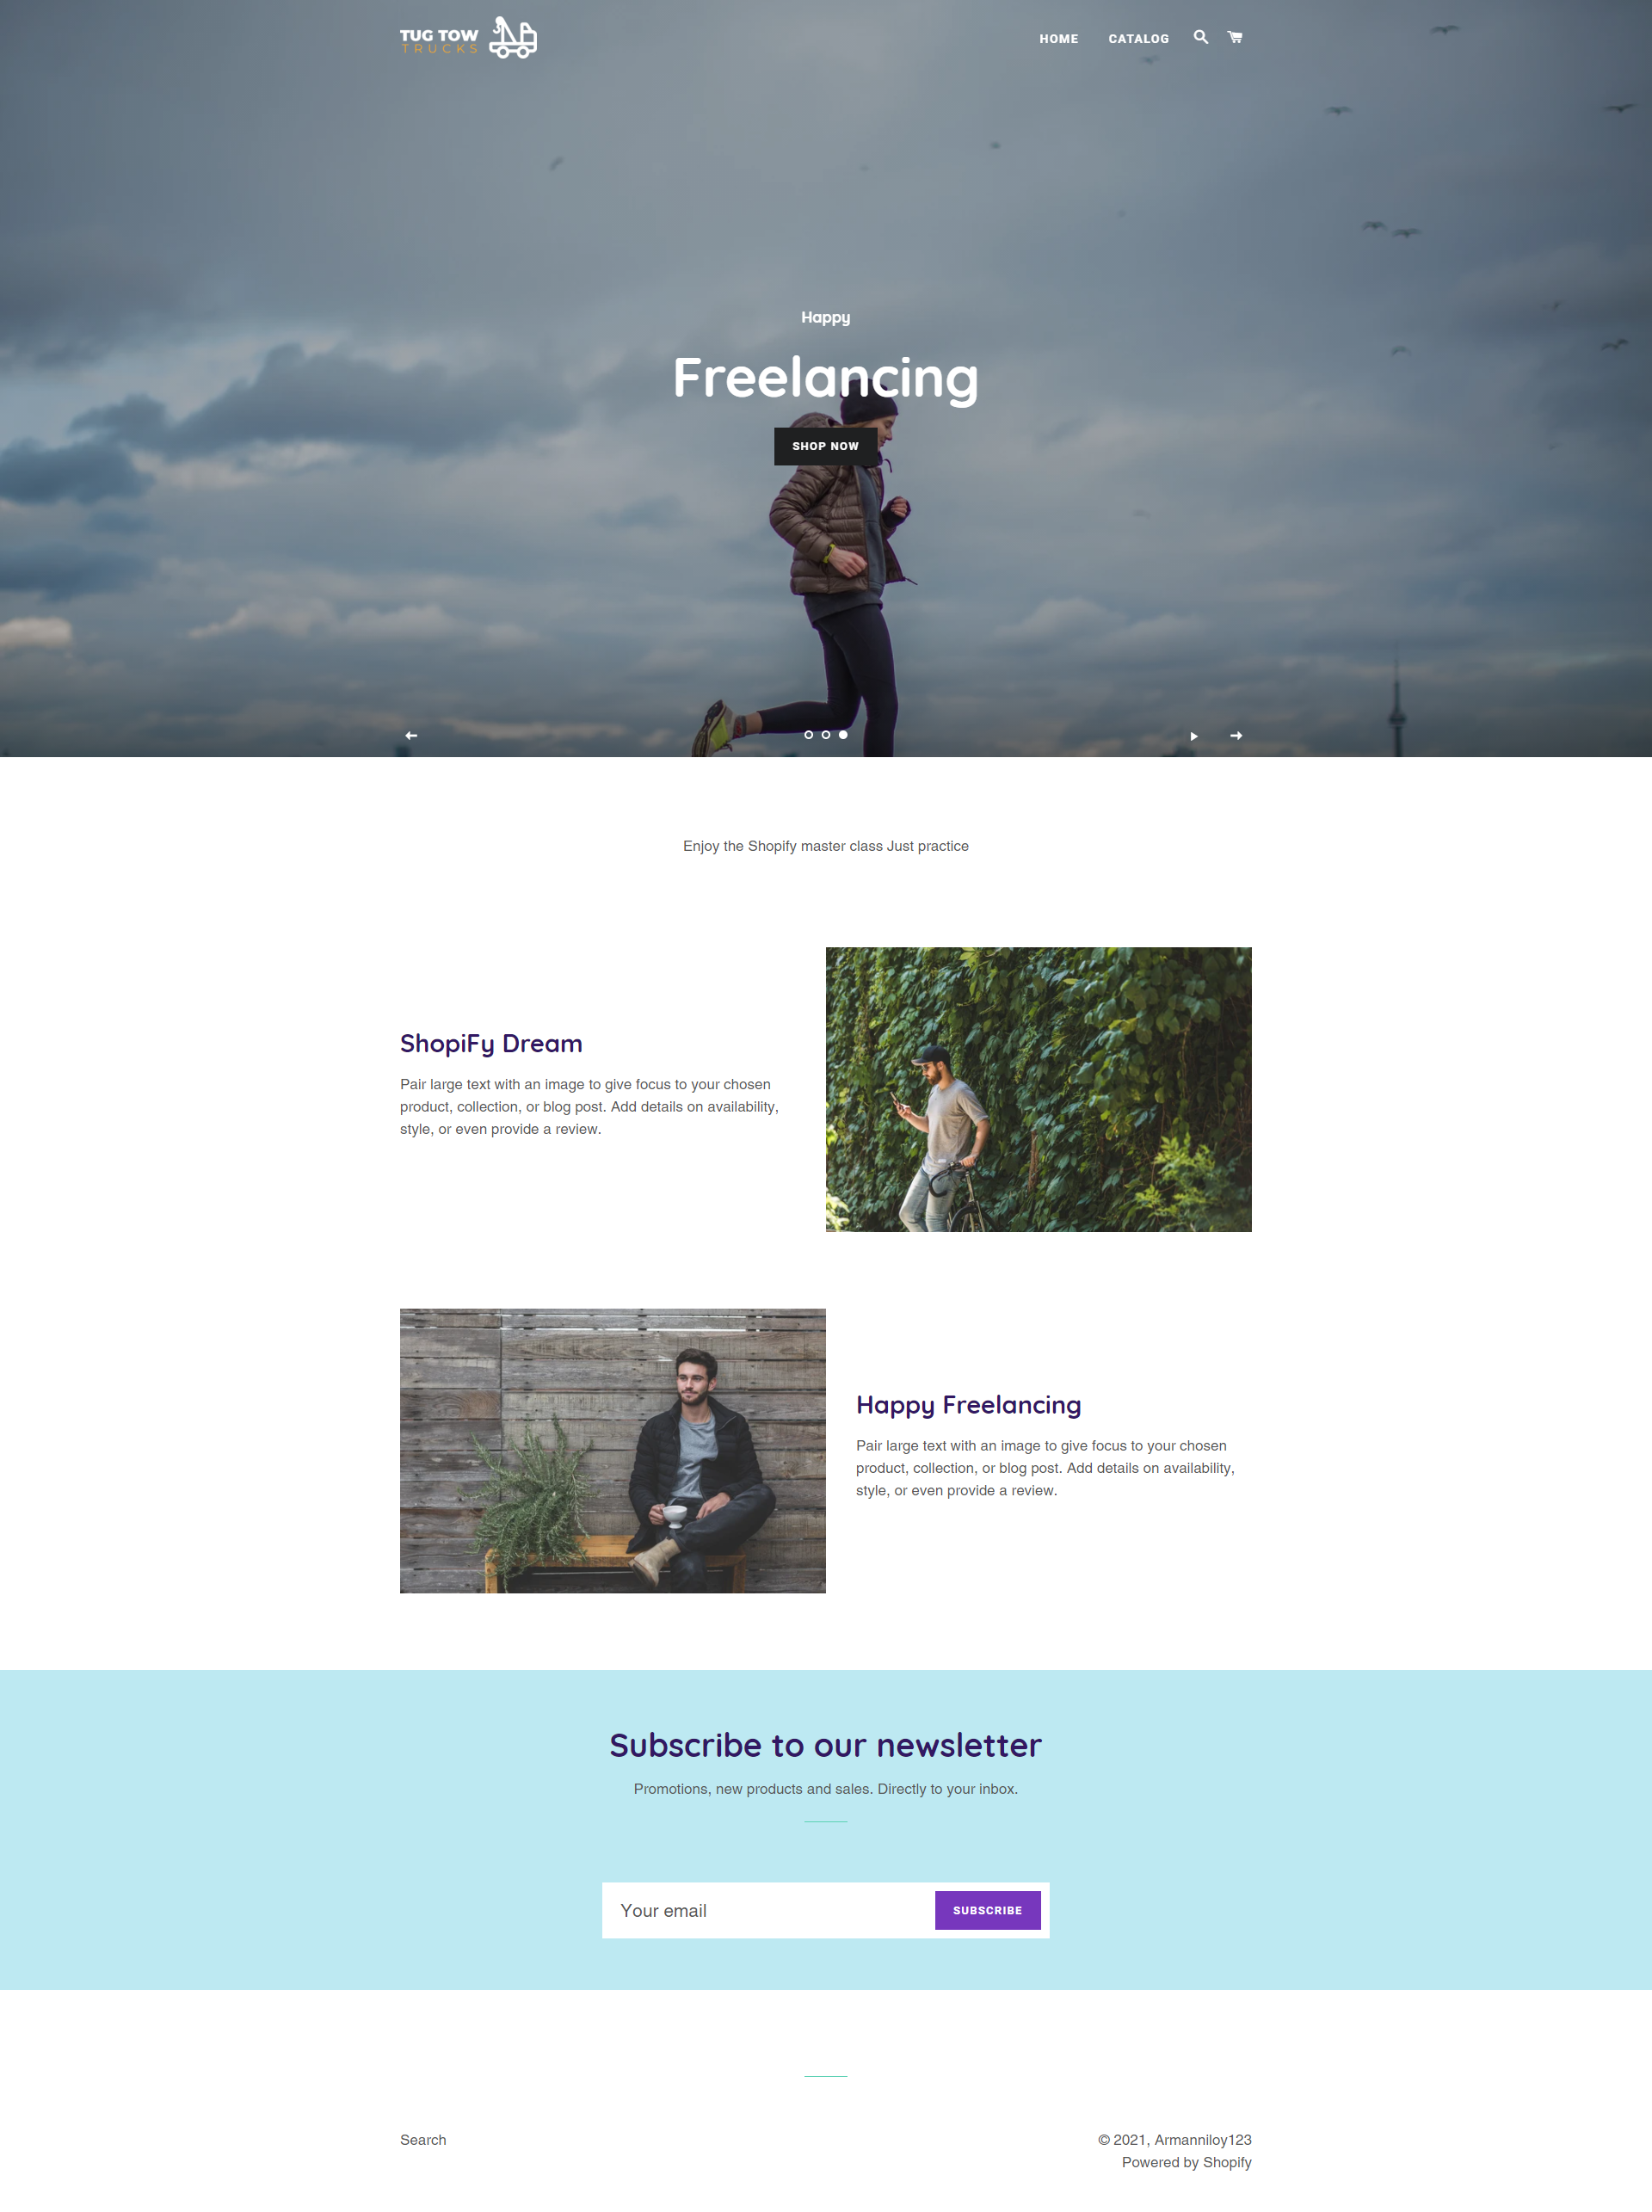 TUG TOW
TRUCKS
HOME
CATALOG
Happy
Freelancing
SHOP NOW
Enjoy the Shopify master class Just practice
ShopiFy Dream
Pair large text with an image to give focus to your chosen
product, collection, or blog post. Add details on availability,
style, or even provide a review.
Happy Freelancing
Pair large text with an image to give focus to your chosen
product, collection, or blog post. Add details on availability,
style, or even provide a review.
Subscribe to our newsletter
Promotions, new products and sales. Directly to your inbox.
Your email
SUBSCRIBE
Search
© 2021, Armanniloy123
Powered by Shopify